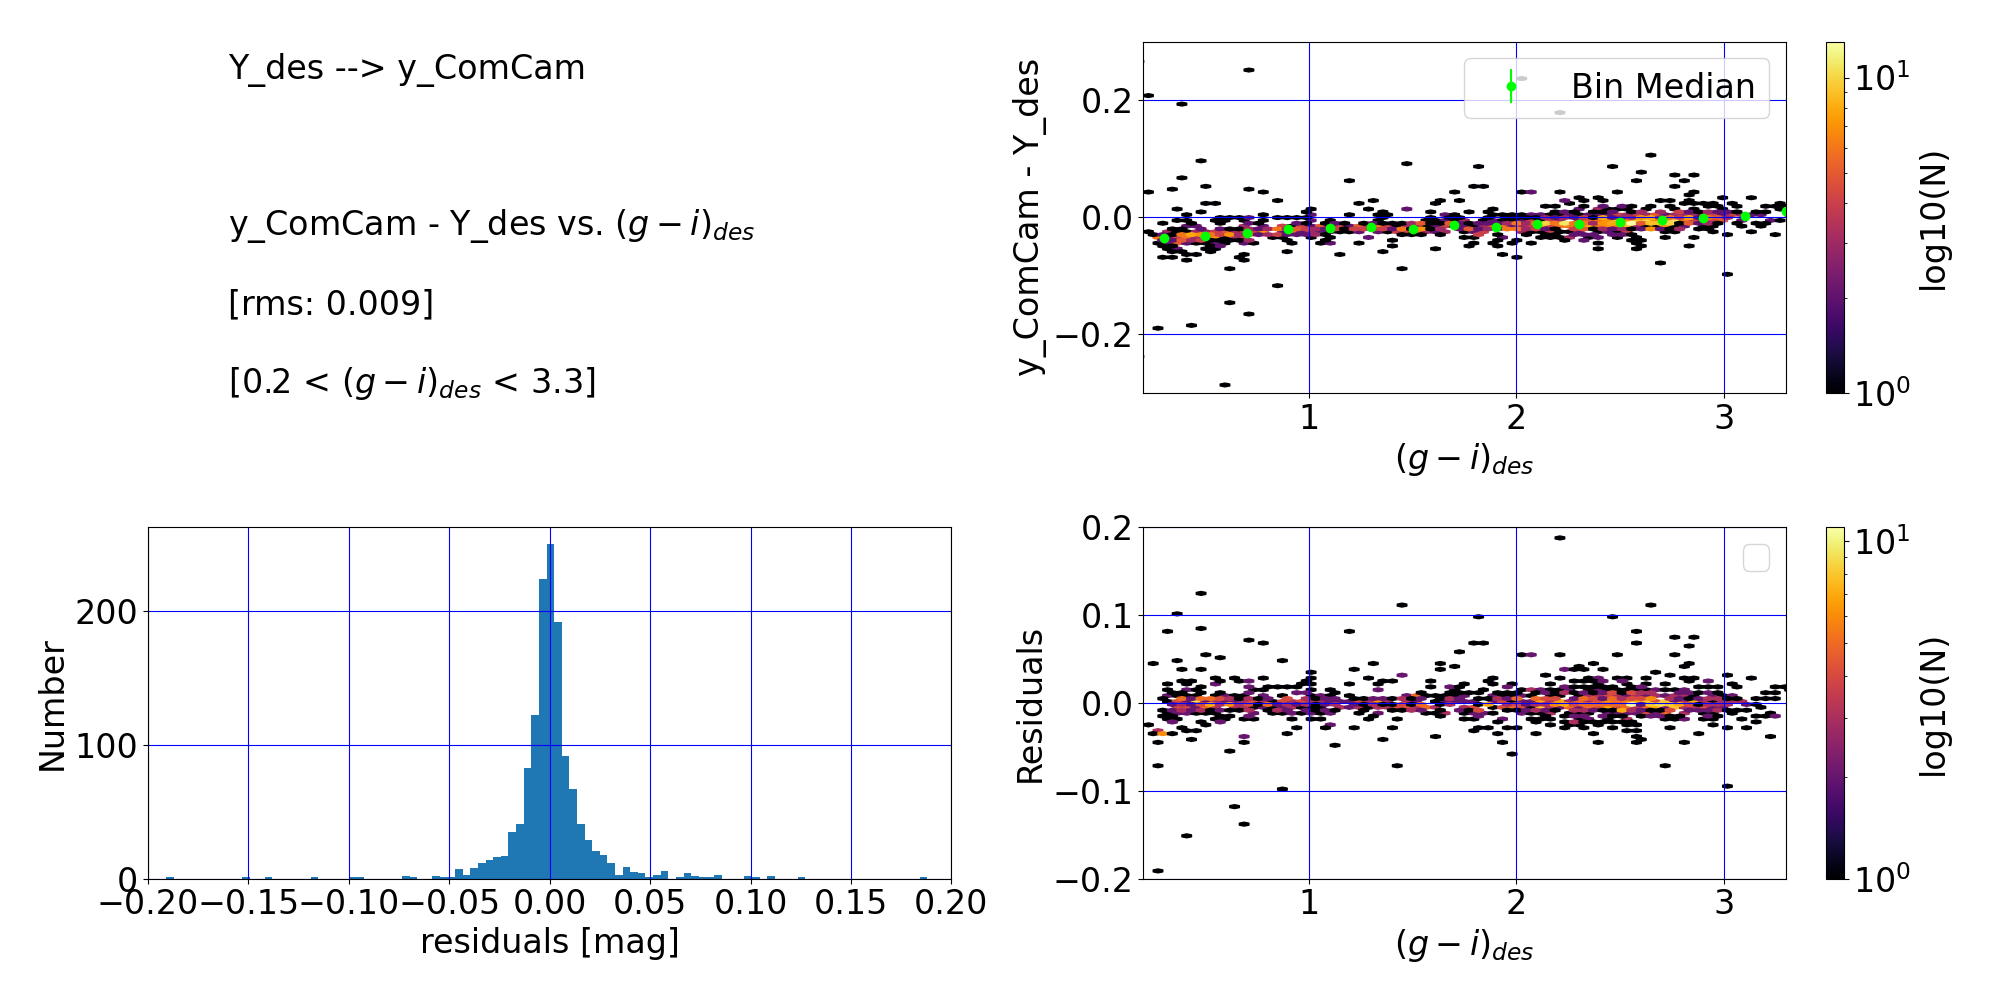 Y_des --> y_ComCam
y_ComCam - Y_des vs. (g − i)des
[rms: 0.009]
[0.2 < (g − i)des < 3.3]
y_ComCam - Y_des
0.2
0.0
−0.2
Bin Median
1 2 3
(g − i)des
10¹
10⁰
log10(N)
Number
200
100
0
−0.20 −0.15 −0.10 −0.05 0.00 0.05 0.10 0.15 0.20
residuals [mag]
Residuals
0.2
0.1
0.0
−0.1
−0.2
1 2 3
(g − i)des
10¹
10⁰
log10(N)